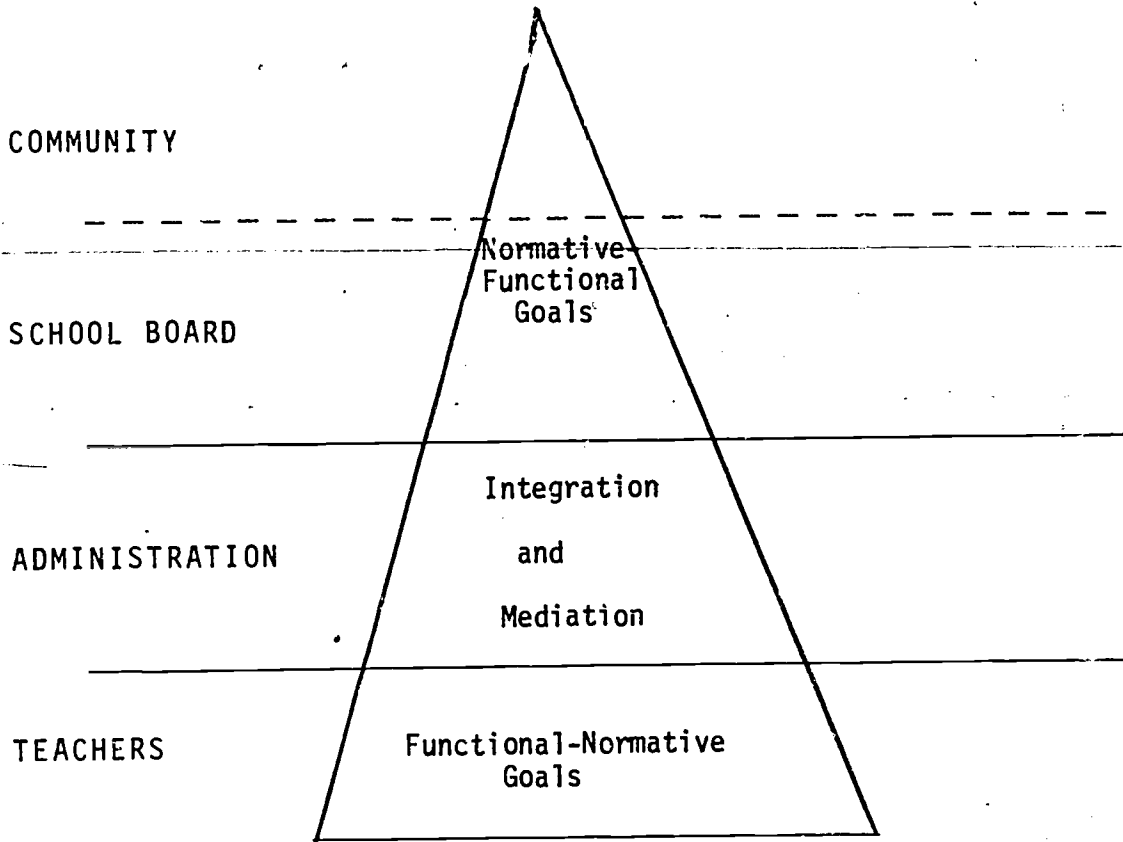 COMMUNITY
Normative-
Functional
Goals
SCHOOL BOARD
Integration
and
Mediation
ADMINISTRATION
TEACHERS
Functional-Normative
Goals